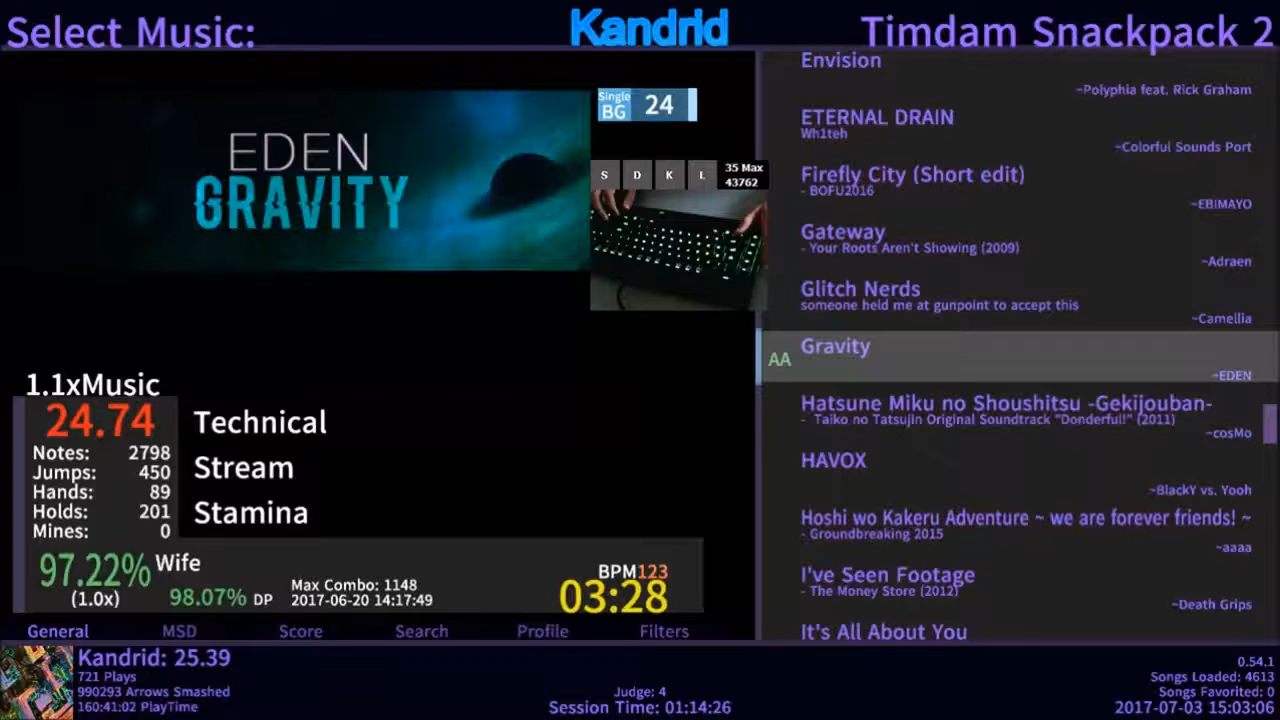 Select Music:
Kandrid
Timdam Snackpack 2
EDEN
GRAVITY
Single
BG
24
S D K L
35 Max
43762
Envision
~Polyphia feat. Rick Graham
ETERNAL DRAIN
Wh1teh
~Colorful Sounds Port
Firefly City (Short edit)
- BOFU2016
~EBIMAYO
Gateway
- Your Roots Aren't Showing (2009)
~Adraen
Glitch Nerds
someone held me at gunpoint to accept this
~Camellia
AA
Gravity
~EDEN
Hatsune Miku no Shoushitsu -Gekijouban-
- Taiko no Tatsujin Original Soundtrack "Donderful!" (2011)
~cosMo
HAVOX
~BlackY vs. Yooh
Hoshi wo Kakeru Adventure ~ we are forever friends! ~
- Groundbreaking 2015
~aaaa
I've Seen Footage
- The Money Store (2012)
~Death Grips
It's All About You
1.1xMusic
24.74
Notes: 2798
Jumps: 450
Hands: 89
Holds: 201
Mines: 0
Technical
Stream
Stamina
97.22% Wife
(1.0x)
98.07% DP
Max Combo: 1148
2017-06-20 14:17:49
BPM123
03:28
General MSD Score Search Profile Filters
Kandrid: 25.39
721 Plays
990293 Arrows Smashed
160:41:02 PlayTime
Judge: 4
Session Time: 01:14:26
0.54.1
Songs Loaded: 4613
Songs Favorited: 0
2017-07-03 15:03:06